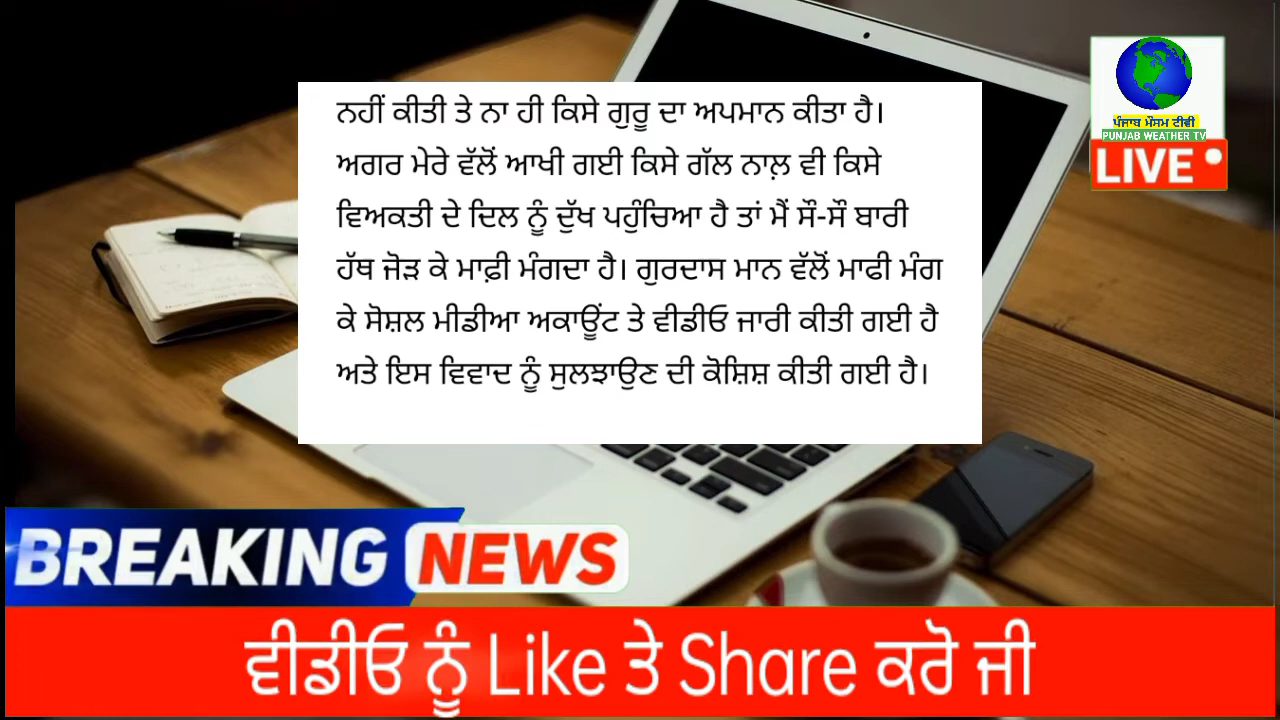 ਨਹੀਂ ਕੀਤੀ ਤੇ ਨਾ ਹੀ ਕਿਸੇ ਗੁਰੂ ਦਾ ਅਪਮਾਨ ਕੀਤਾ ਹੈ।
ਅਗਰ ਮੇਰੇ ਵੱਲੋਂ ਆਖੀ ਗਈ ਕਿਸੇ ਗੱਲ ਨਾਲ਼ ਵੀ ਕਿਸੇ
ਵਿਅਕਤੀ ਦੇ ਦਿਲ ਨੂੰ ਦੁੱਖ ਪਹੁੰਚਿਆ ਹੈ ਤਾਂ ਮੈਂ ਸੌ-ਸੌ ਬਾਰੀ
ਹੱਥ ਜੋੜ ਕੇ ਮਾਫ਼ੀ ਮੰਗਦਾ ਹੈ। ਗੁਰਦਾਸ ਮਾਨ ਵੱਲੋਂ ਮਾਫੀ ਮੰਗ
ਕੇ ਸੋਸ਼ਲ ਮੀਡੀਆ ਅਕਾਊਂਟ ਤੇ ਵੀਡੀਓ ਜਾਰੀ ਕੀਤੀ ਗਈ ਹੈ
ਅਤੇ ਇਸ ਵਿਵਾਦ ਨੂੰ ਸੁਲਝਾਉਣ ਦੀ ਕੋਸ਼ਿਸ਼ ਕੀਤੀ ਗਈ ਹੈ।
ਪੰਜਾਬ ਮੌਸਮ ਟੀਵੀ
PUNJAB WEATHER TV
LIVE
BREAKING NEWS
ਵੀਡੀਓ ਨੂੰ Like ਤੇ Share ਕਰੋ ਜੀ